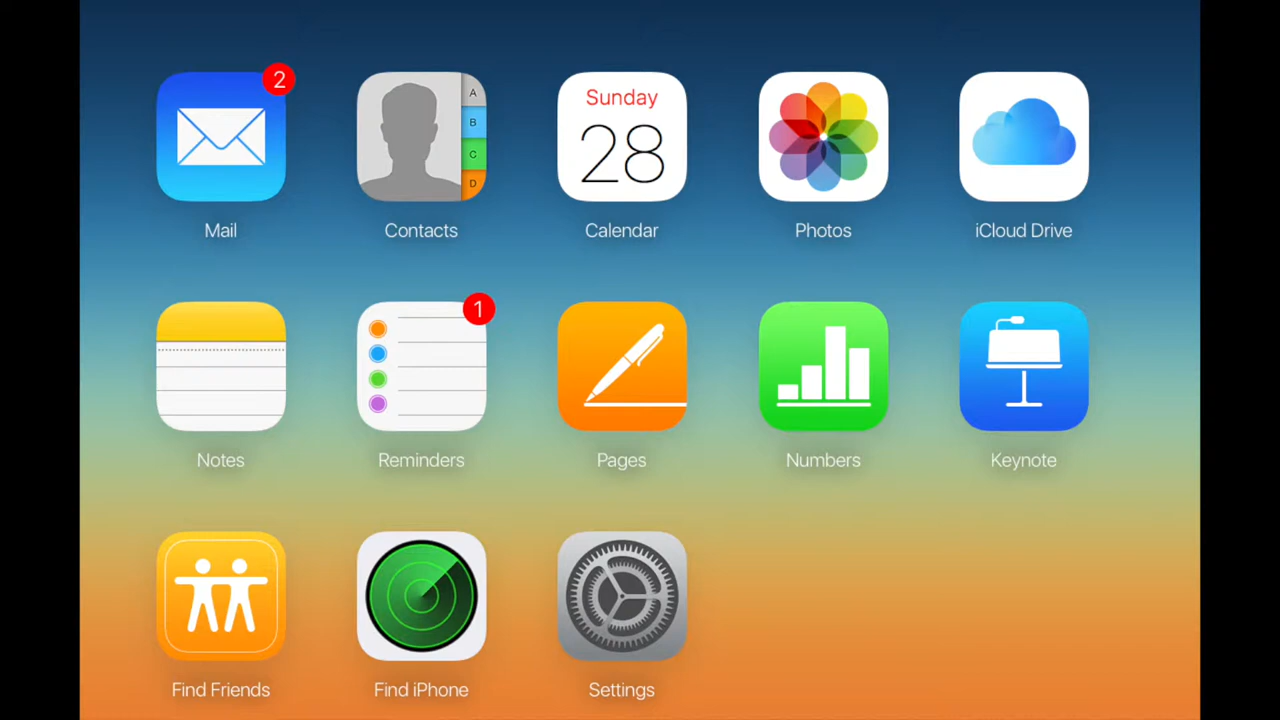 2
A
B
C
D
Sunday
28
Mail
Contacts
Calendar
Photos
iCloud Drive
1
Notes
Reminders
Pages
Numbers
Keynote
Find Friends
Find iPhone
Settings